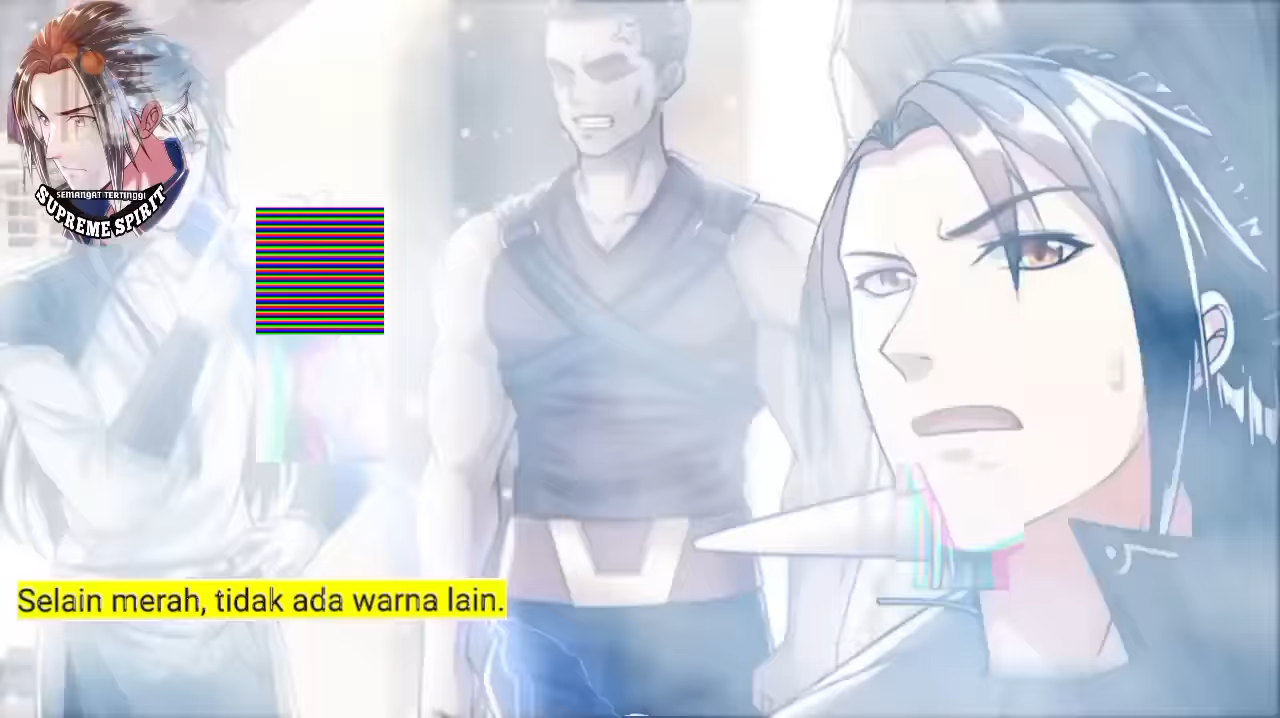 SEMANGAT TERTINGGI
SUPREME SPIRIT
Selain merah, tidak ada warna lain.